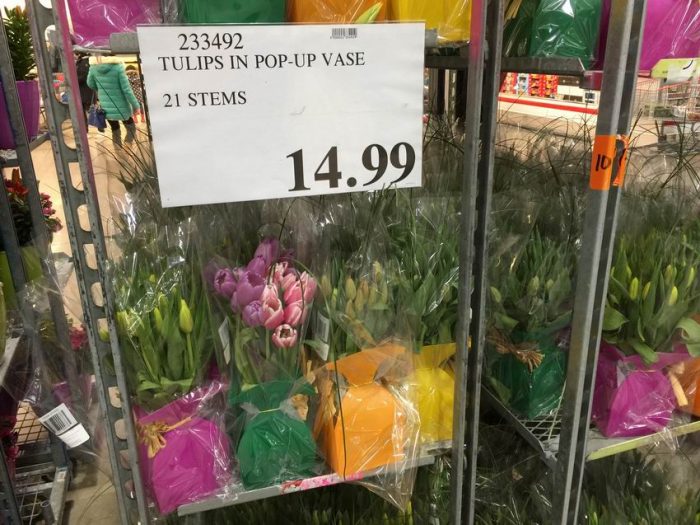 233492
TULIPS IN POP-UP VASE
21 STEMS
14.99